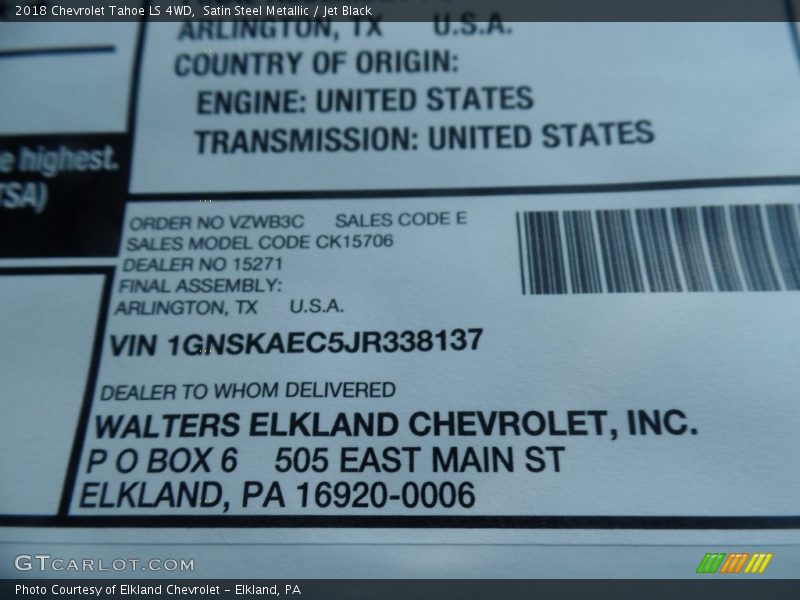 2018 Chevrolet Tahoe LS 4WD, Satin Steel Metallic / Jet Black
ARLINGTON, TX U.S.A.
COUNTRY OF ORIGIN:
ENGINE: UNITED STATES
TRANSMISSION: UNITED STATES
e highest.
TSA)
ORDER NO VZWB3C SALES CODE E
SALES MODEL CODE CK15706
DEALER NO 15271
FINAL ASSEMBLY:
ARLINGTON, TX U.S.A.
VIN 1GNSKAEC5JR338137
DEALER TO WHOM DELIVERED
WALTERS ELKLAND CHEVROLET, INC.
P O BOX 6 505 EAST MAIN ST
ELKLAND, PA 16920-0006
GTCARLOT.COM
Photo Courtesy of Elkland Chevrolet - Elkland, PA